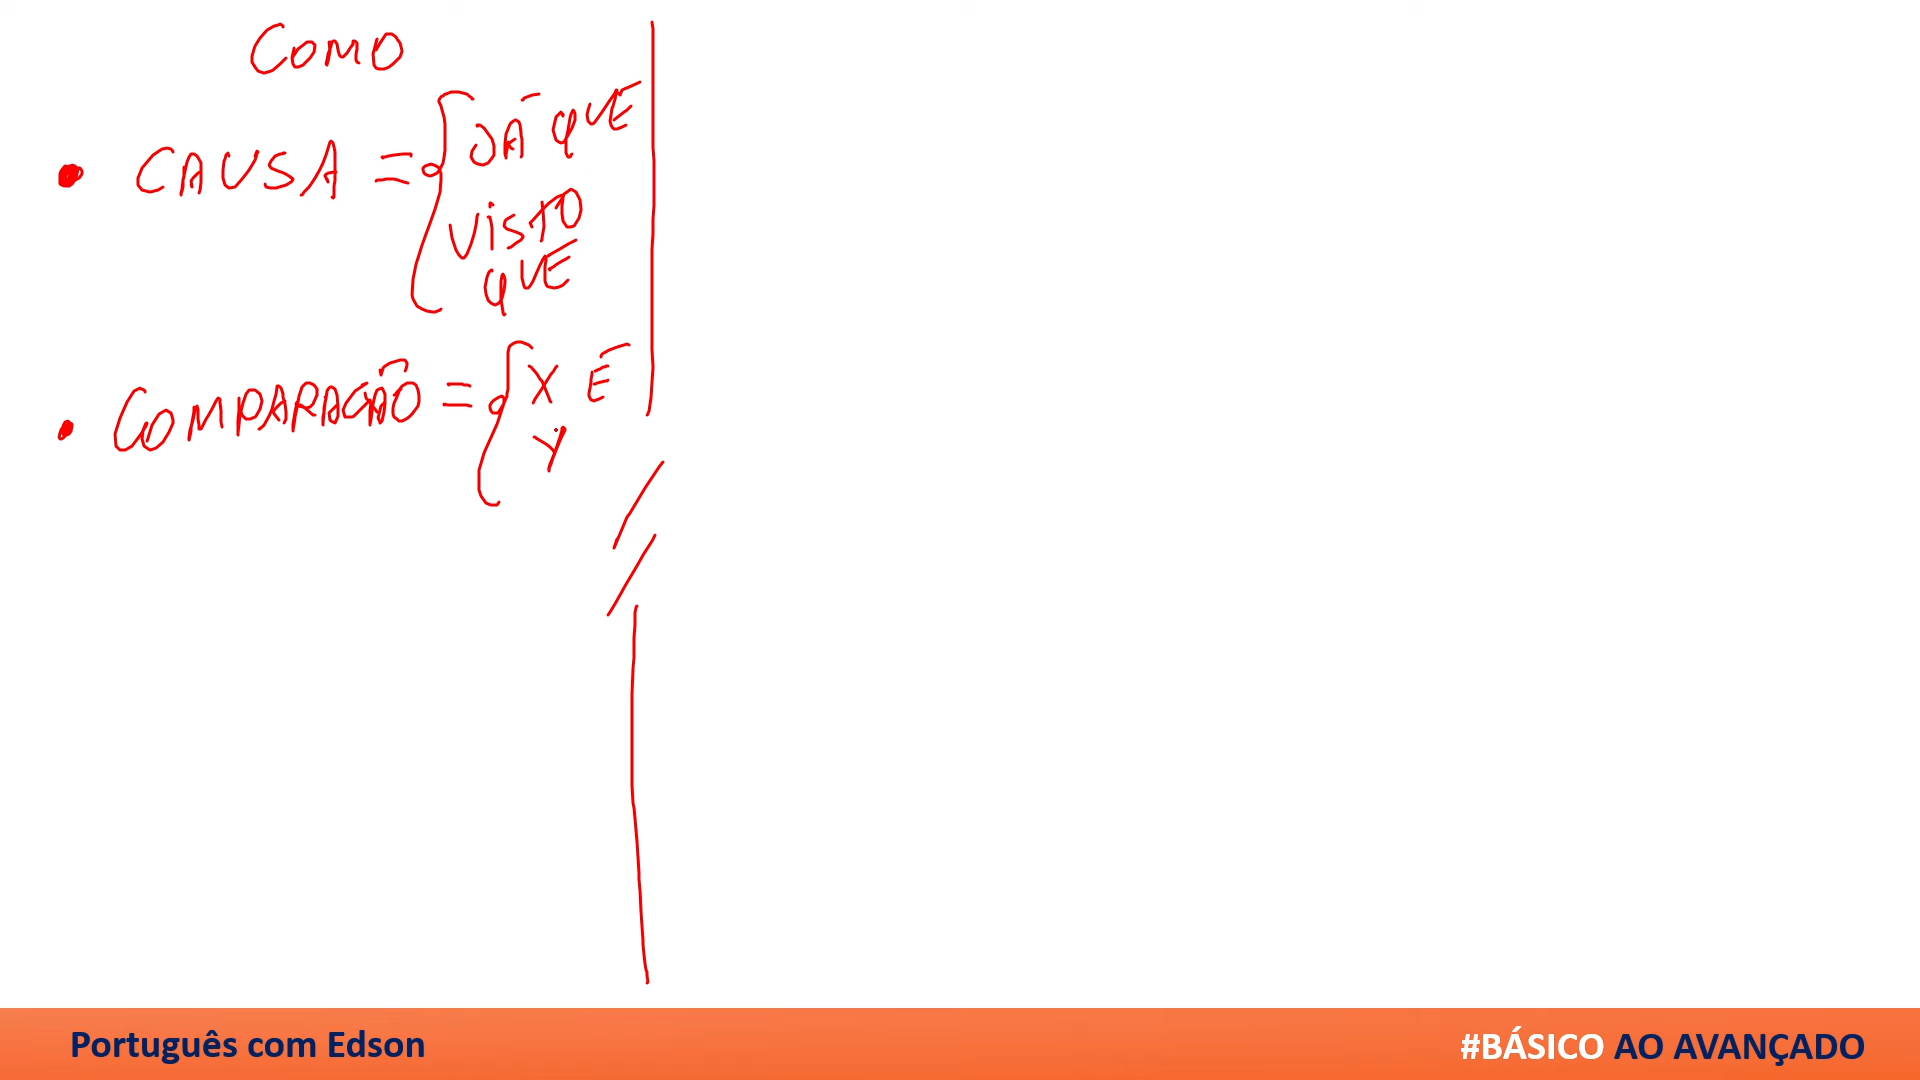 COMO
• CAUSA = { JÁ QUE
VISTO
QUE
• COMPARAÇÃO = { X E
Y
Português com Edson
#BÁSICO AO AVANÇADO